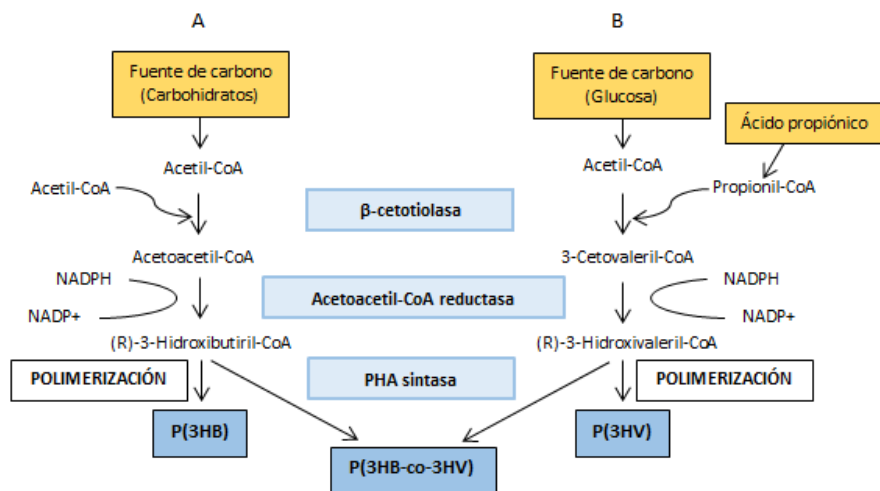 A
B
Fuente de carbono
(Carbohidratos)
Fuente de carbono
(Glucosa)
Ácido propiónico
Acetil-CoA
Acetil-CoA
Acetil-CoA
Propionil-CoA
β-cetotiolasa
Acetoacetil-CoA
3-Cetovaleril-CoA
NADPH
NADP+
Acetoacetil-CoA reductasa
NADPH
NADP+
(R)-3-Hidroxibutiril-CoA
(R)-3-Hidroxivaleril-CoA
POLIMERIZACIÓN
PHA sintasa
POLIMERIZACIÓN
P(3HB)
P(3HV)
P(3HB-co-3HV)